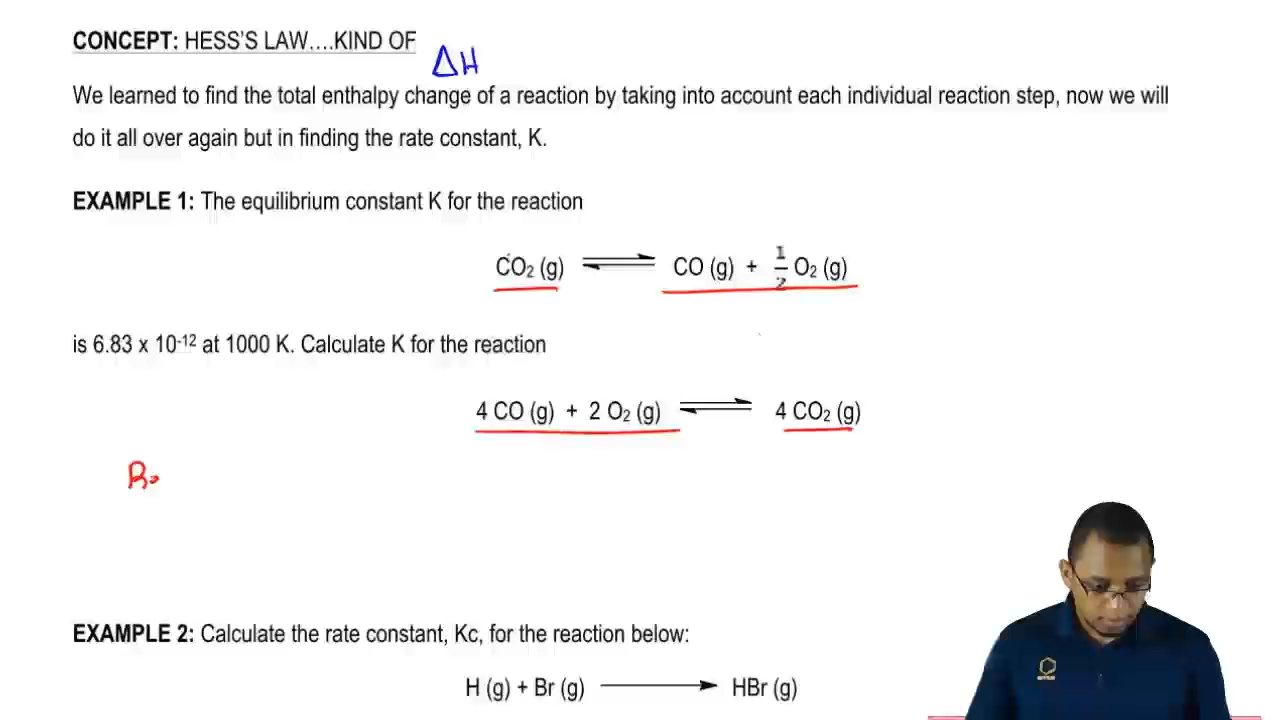 CONCEPT: HESS'S LAW....KIND OF
ΔH
We learned to find the total enthalpy change of a reaction by taking into account each individual reaction step, now we will
do it all over again but in finding the rate constant, K.
EXAMPLE 1: The equilibrium constant K for the reaction
CO₂ (g) ⇌ CO (g) + 1/2 O₂ (g)
is 6.83 x 10⁻¹² at 1000 K. Calculate K for the reaction
4 CO (g) + 2 O₂ (g) ⇌ 4 CO₂ (g)
EXAMPLE 2: Calculate the rate constant, Kc, for the reaction below:
H (g) + Br (g) → HBr (g)